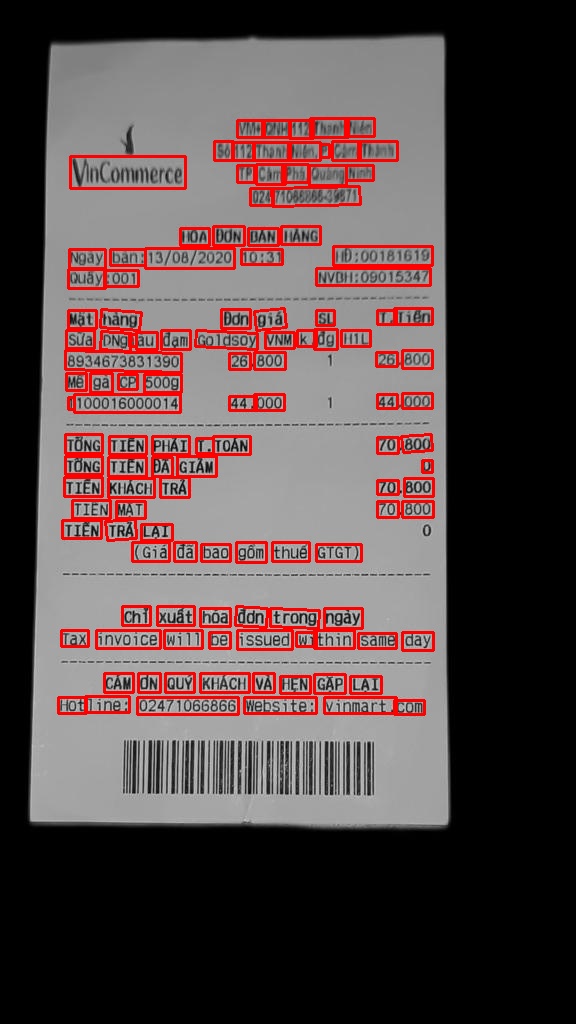 VinCommerce
VM+ QNH 112 Thanh Niên
Số 112 Thanh Niên, P Cẩm Thành
TP. Cẩm Phả, Quảng Ninh
024 71066866-39671
HÓA ĐƠN BÁN HÀNG
Ngày bán:13/08/2020 10:31 HĐ:00181619
Quầy:001 NVBH:09015347
Mặt hàng Đơn giá SL T.Tiền
Sữa DNg đậu đạm Goldsoy VNM k.đg H1L
8934673831390 26.800 1 26.800
Mề gà CP 500g
1100016000014 44.000 1 44.000
TỔNG TIỀN PHẢI T.TOÁN 70.800
TỔNG TIỀN ĐÃ GIẢM 0
TIỀN KHÁCH TRẢ 70.800
TIỀN MẶT 70.800
TIỀN TRẢ LẠI 0
(Giá đã bao gồm thuế GTGT)
Chỉ xuất hóa đơn trong ngày
Tax invoice will be issued within same day
CẢM ƠN QUÝ KHÁCH VÀ HẸN GẶP LẠI
Hotline: 02471066866 Website: vinmart.com